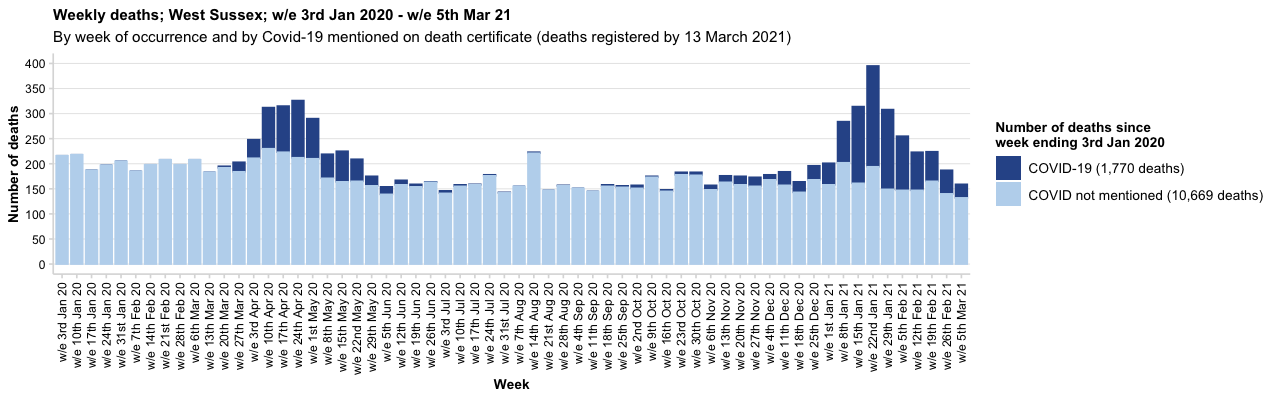 Weekly deaths; West Sussex; w/e 3rd Jan 2020 - w/e 5th Mar 21
By week of occurrence and by Covid-19 mentioned on death certificate (deaths registered by 13 March 2021)
Number of deaths
400
350
300
250
200
150
100
50
0
w/e 3rd Jan 20
w/e 10th Jan 20
w/e 17th Jan 20
w/e 24th Jan 20
w/e 31st Jan 20
w/e 7th Feb 20
w/e 14th Feb 20
w/e 21st Feb 20
w/e 28th Feb 20
w/e 6th Mar 20
w/e 13th Mar 20
w/e 20th Mar 20
w/e 27th Mar 20
w/e 3rd Apr 20
w/e 10th Apr 20
w/e 17th Apr 20
w/e 24th Apr 20
w/e 1st May 20
w/e 8th May 20
w/e 15th May 20
w/e 22nd May 20
w/e 29th May 20
w/e 5th Jun 20
w/e 12th Jun 20
w/e 19th Jun 20
w/e 26th Jun 20
w/e 3rd Jul 20
w/e 10th Jul 20
w/e 17th Jul 20
w/e 24th Jul 20
w/e 31st Jul 20
w/e 7th Aug 20
w/e 14th Aug 20
w/e 21st Aug 20
w/e 28th Aug 20
w/e 4th Sep 20
w/e 11th Sep 20
w/e 18th Sep 20
w/e 25th Sep 20
w/e 2nd Oct 20
w/e 9th Oct 20
w/e 16th Oct 20
w/e 23rd Oct 20
w/e 30th Oct 20
w/e 6th Nov 20
w/e 13th Nov 20
w/e 20th Nov 20
w/e 27th Nov 20
w/e 4th Dec 20
w/e 11th Dec 20
w/e 18th Dec 20
w/e 25th Dec 20
w/e 1st Jan 21
w/e 8th Jan 21
w/e 15th Jan 21
w/e 22nd Jan 21
w/e 29th Jan 21
w/e 5th Feb 21
w/e 12th Feb 21
w/e 19th Feb 21
w/e 26th Feb 21
w/e 5th Mar 21
Week
Number of deaths since
week ending 3rd Jan 2020
COVID-19 (1,770 deaths)
COVID not mentioned (10,669 deaths)